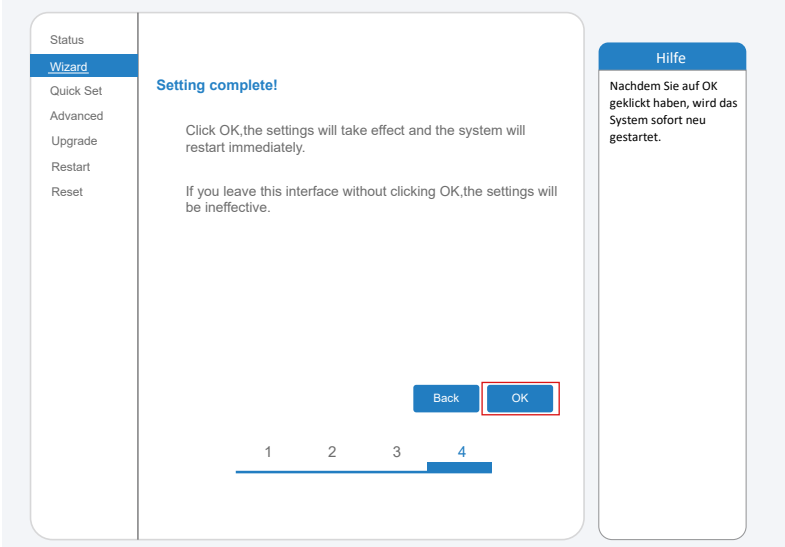 Status
Wizard
Quick Set
Advanced
Upgrade
Restart
Reset
Setting complete!
Click OK,the settings will take effect and the system will
restart immediately.
If you leave this interface without clicking OK,the settings will
be ineffective.
Back
OK
1 2 3 4
Hilfe
Nachdem Sie auf OK
geklickt haben, wird das
System sofort neu
gestartet.